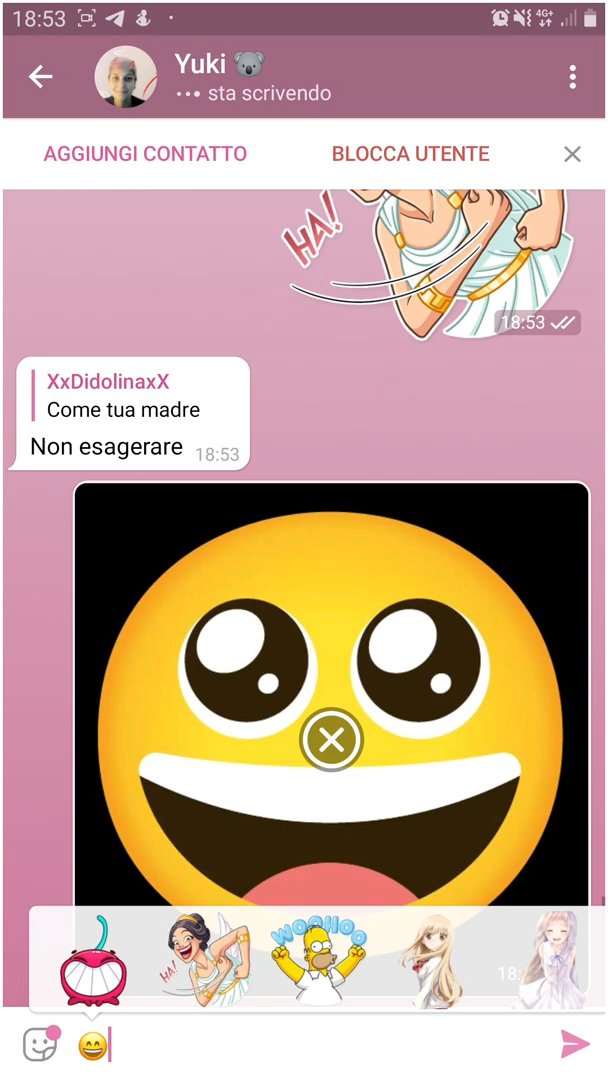 18:53
4G+
Yuki 🐨
••• sta scrivendo
AGGIUNGI CONTATTO
BLOCCA UTENTE
HA!
18:53
XxDidolinaxX
Come tua madre
Non esagerare 18:53
HA!
WOOHOO
18:
😄